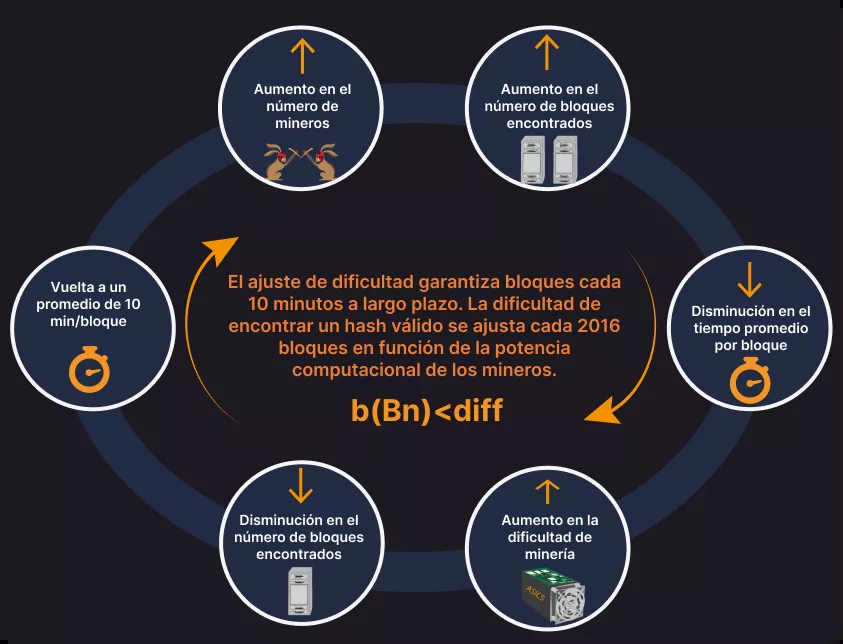 Aumento en el
número de
mineros
Aumento en el
número de bloques
encontrados
Vuelta a un
promedio de 10
min/bloque
El ajuste de dificultad garantiza bloques cada
10 minutos a largo plazo. La dificultad de
encontrar un hash válido se ajusta cada 2016
bloques en función de la potencia
computacional de los mineros.
b(Bn)<diff
Disminución en el
tiempo promedio
por bloque
Disminución en el
número de bloques
encontrados
Aumento en la
dificultad de
minería
ASICS